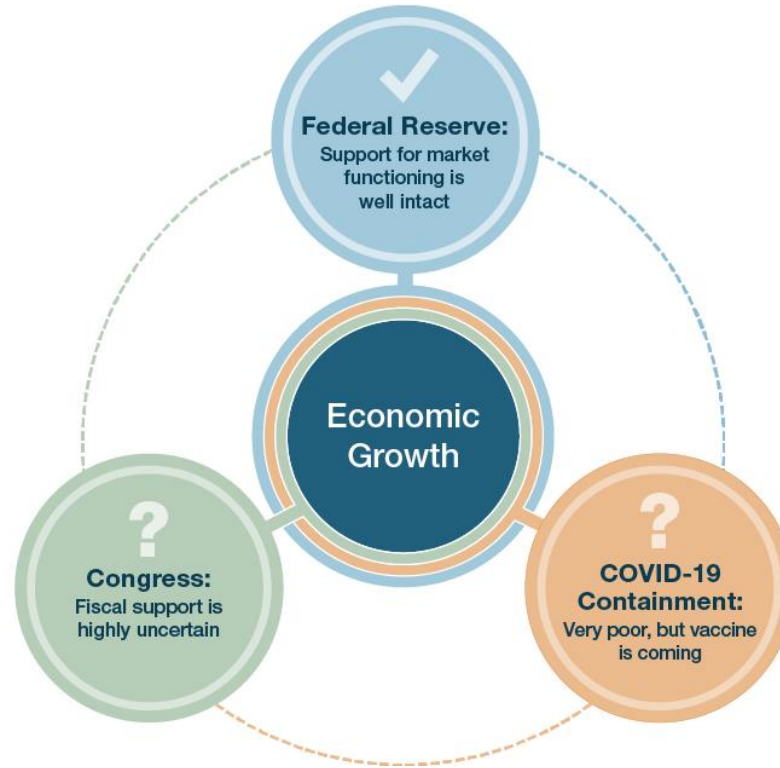 Federal Reserve:
Support for market
functioning is
well intact
Economic
Growth
?
Congress:
Fiscal support is
highly uncertain
?
COVID-19
Containment:
Very poor, but vaccine
is coming